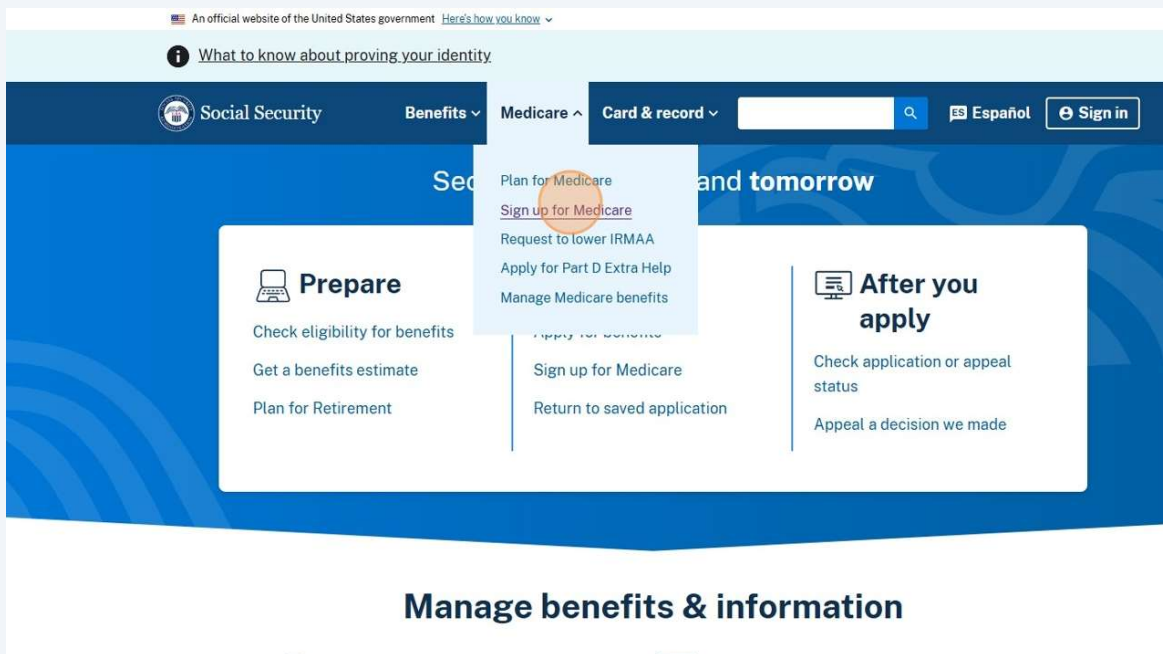 An official website of the United States government Here's how you know
What to know about proving your identity
Social Security
Benefits
Medicare
Card & record
ES Español
Sign in
Plan for Medicare
Sign up for Medicare
Request to lower IRMAA
Apply for Part D Extra Help
Manage Medicare benefits
and tomorrow
Prepare
Check eligibility for benefits
Get a benefits estimate
Plan for Retirement
Sign up for Medicare
Return to saved application
After you
apply
Check application or appeal
status
Appeal a decision we made
Manage benefits & information